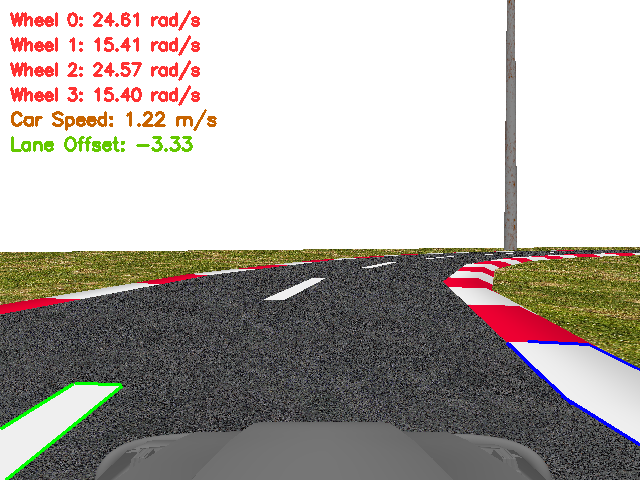 Wheel 0: 24.61 rad/s
Wheel 1: 15.41 rad/s
Wheel 2: 24.57 rad/s
Wheel 3: 15.40 rad/s
Car Speed: 1.22 m/s
Lane Offset: -3.33